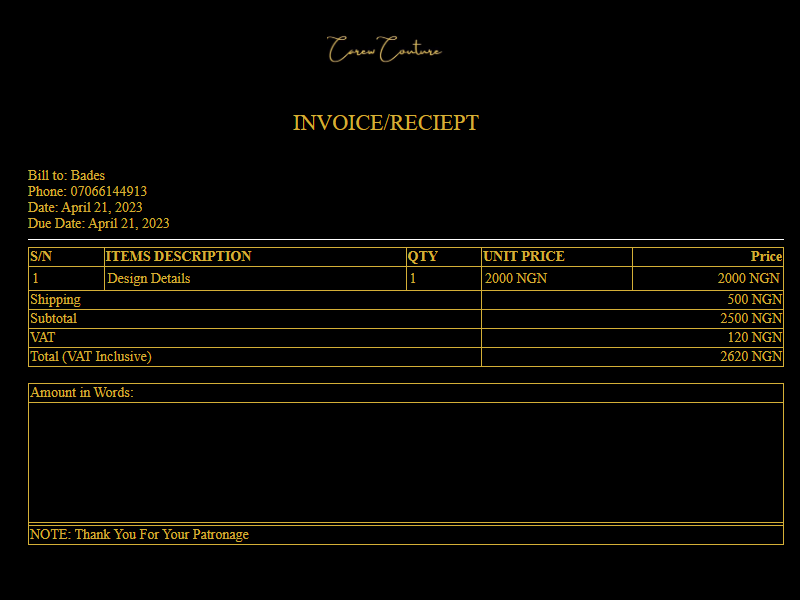 Carew Couture
INVOICE/RECIEPT
Bill to: Bades
Phone: 07066144913
Date: April 21, 2023
Due Date: April 21, 2023
S/N ITEMS DESCRIPTION QTY UNIT PRICE Price
1 Design Details 1 2000 NGN 2000 NGN
Shipping 500 NGN
Subtotal 2500 NGN
VAT 120 NGN
Total (VAT Inclusive) 2620 NGN
Amount in Words:
NOTE: Thank You For Your Patronage